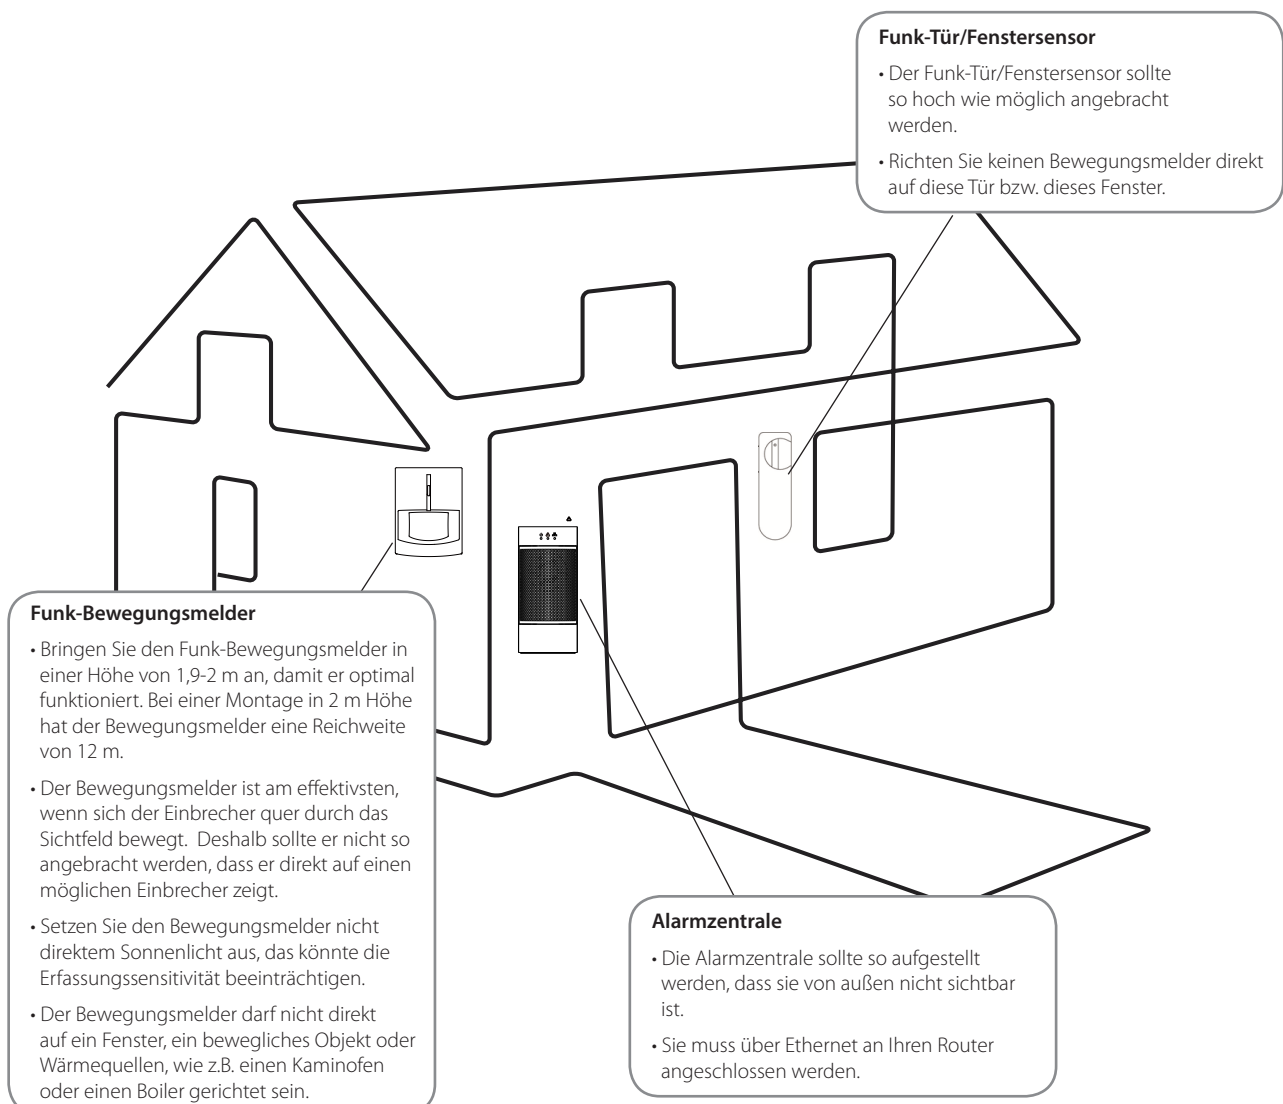 Funk-Tür/Fenstersensor
• Der Funk-Tür/Fenstersensor sollte
so hoch wie möglich angebracht
werden.
• Richten Sie keinen Bewegungsmelder direkt
auf diese Tür bzw. dieses Fenster.
Funk-Bewegungsmelder
• Bringen Sie den Funk-Bewegungsmelder in
einer Höhe von 1,9-2 m an, damit er optimal
funktioniert. Bei einer Montage in 2 m Höhe
hat der Bewegungsmelder eine Reichweite
von 12 m.
• Der Bewegungsmelder ist am effektivsten,
wenn sich der Einbrecher quer durch das
Sichtfeld bewegt.  Deshalb sollte er nicht so
angebracht werden, dass er direkt auf einen
möglichen Einbrecher zeigt.
• Setzen Sie den Bewegungsmelder nicht
direktem Sonnenlicht aus, das könnte die
Erfassungssensitivität beeinträchtigen.
• Der Bewegungsmelder darf nicht direkt
auf ein Fenster, ein bewegliches Objekt oder
Wärmequellen, wie z.B. einen Kaminofen
oder einen Boiler gerichtet sein.
Alarmzentrale
• Die Alarmzentrale sollte so aufgestellt
werden, dass sie von außen nicht sichtbar
ist.
• Sie muss über Ethernet an Ihren Router
angeschlossen werden.